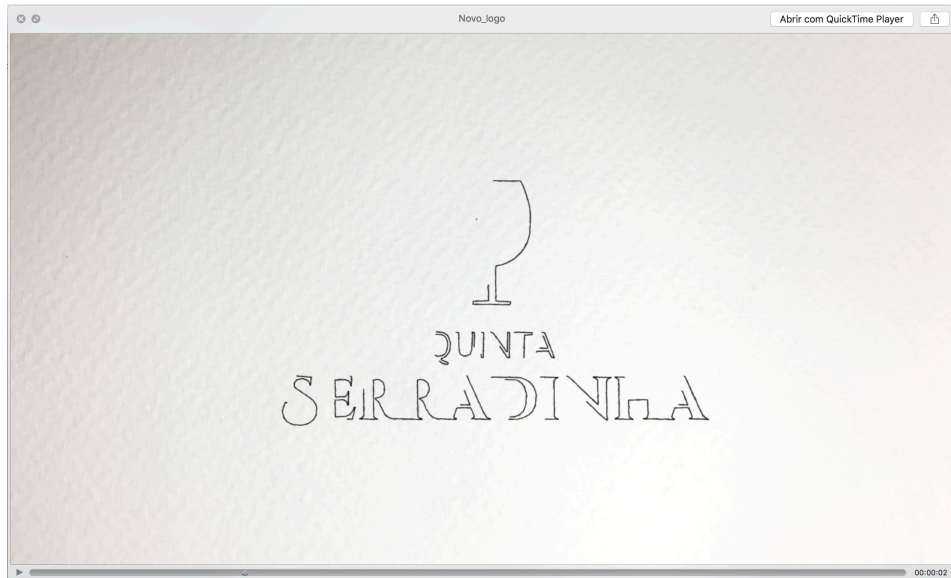 Novo_logo
Abrir com QuickTime Player
QUINTA
SERRADINHA
00:00:02